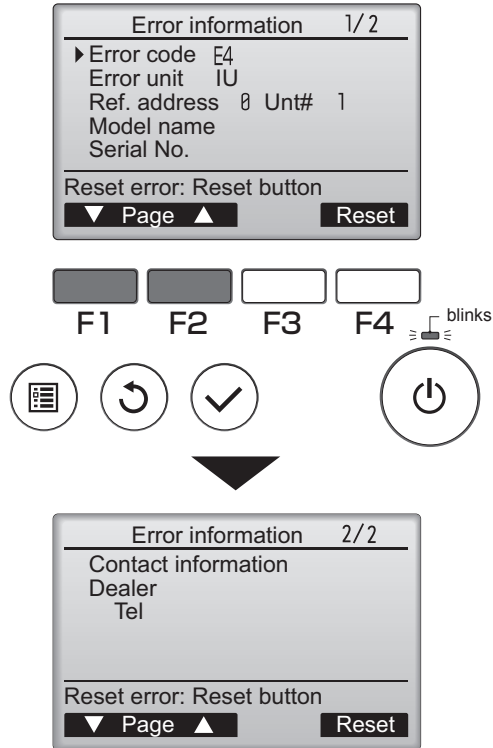 Error information 1/2
Error code E4
Error unit IU
Ref. address 0 Unt# 1
Model name
Serial No.
Reset error: Reset button
▼ Page ▲ Reset
F1 F2 F3 F4
blinks
Error information 2/2
Contact information
Dealer
Tel
Reset error: Reset button
▼ Page ▲ Reset